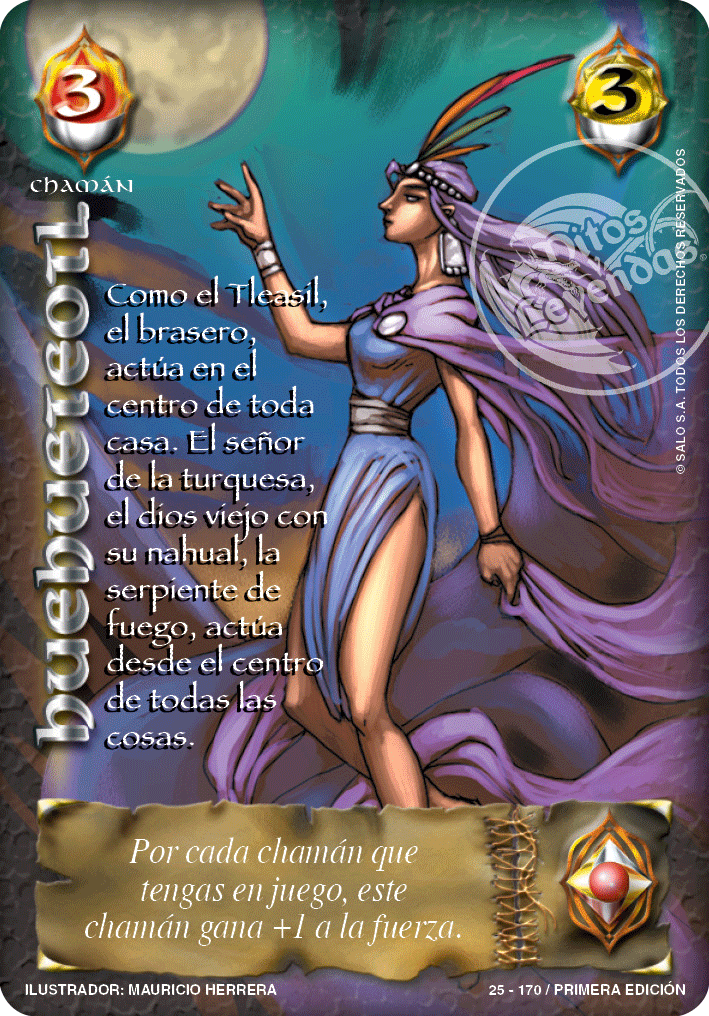 3
3
CHAMÁN
HUEHUETEOTL
Como el Tleasil,
el brasero,
actúa en el
centro de toda
casa. El señor
de la turquesa,
el dios viejo con
su nahual, la
serpiente de
fuego, actúa
desde el centro
de todas las
cosas.
Mitos
Leyendas
© SALO S.A. TODOS LOS DERECHOS RESERVADOS
Por cada chamán que
tengas en juego, este
chamán gana +1 a la fuerza.
ILUSTRADOR: MAURICIO HERRERA
25 - 170 / PRIMERA EDICIÓN